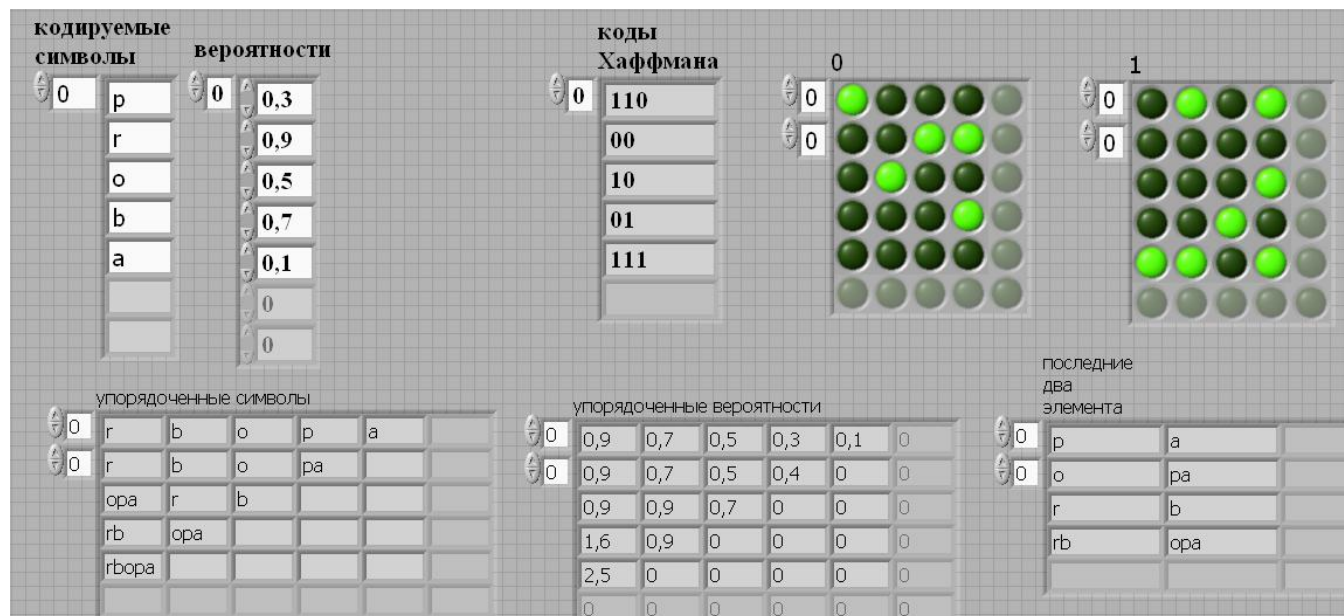 кодируемые
символы
вероятности
коды
Хаффмана
0
1
0 p
r
o
b
a
0 0,3
0,9
0,5
0,7
0,1
0
0
0 110
00
10
01
111
0
0
0
0
упорядоченные символы
0 r b o p a
0 r b o pa
opa r b
rb opa
rbopa
упорядоченные вероятности
0 0,9 0,7 0,5 0,3 0,1 0
0 0,9 0,7 0,5 0,4 0 0
0,9 0,9 0,7 0 0 0
1,6 0,9 0 0 0 0
2,5 0 0 0 0 0
0 0 0 0 0 0
последние
два
элемента
0 p a
0 o pa
r b
rb opa